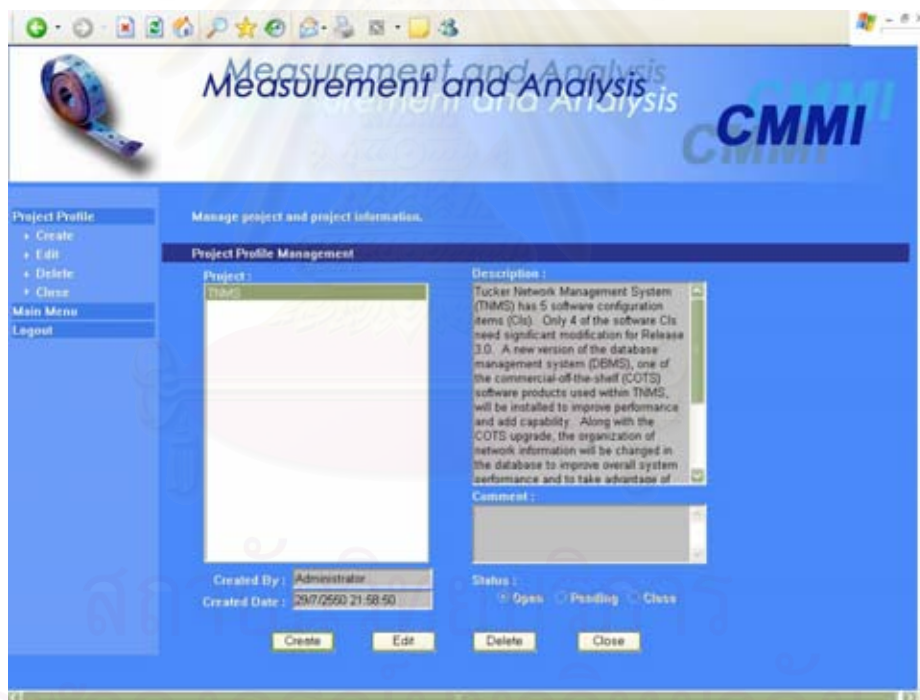 Measurement and Analysis
CMMI
Project Profile
Create
Edit
Delete
Close
Main Menu
Logout
Manage project and project information.
Project Profile Management
Project :
TNMS
Description :
Tucker Network Management System
(TNMS) has 5 software configuration
items (CIs). Only 4 of the software CIs
need significant modification for Release
3.0. A new version of the database
management system (DBMS), one of
the commercial-off-the-shelf (COTS)
software products used within TNMS,
will be installed to improve performance
and add capability. Along with the
COTS upgrade, the organization of
network information will be changed in
the database to improve overall system
performance and to take advantage of
Comment :
Created By : Administrator
Created Date : 29/7/2550 21:58:50
Status :
Open Pending Close
Create Edit Delete Close